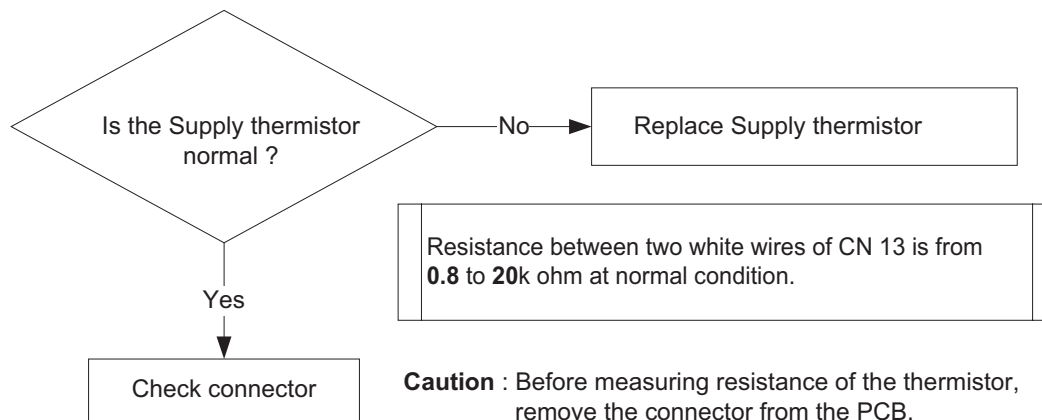 Is the Supply thermistor
normal ?
No
Replace Supply thermistor
Resistance between two white wires of CN 13 is from
0.8 to 20k ohm at normal condition.
Yes
Check connector
Caution : Before measuring resistance of the thermistor,
remove the connector from the PCB.